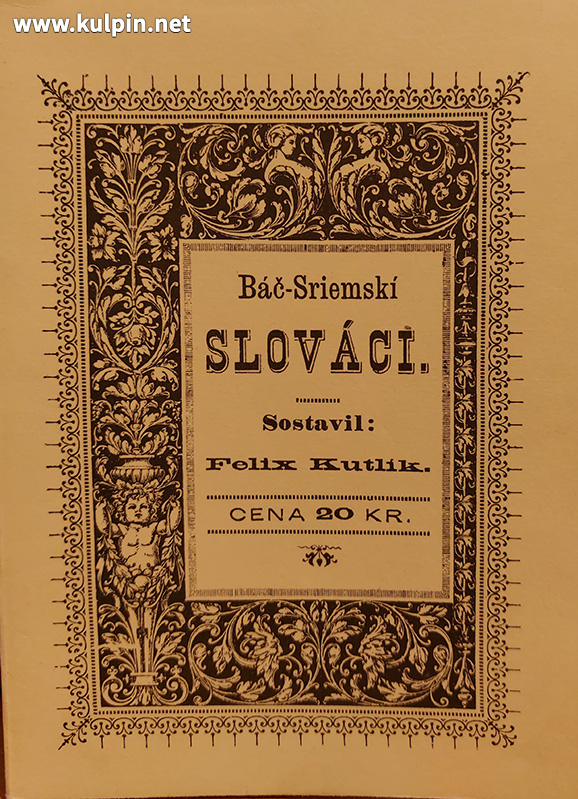 www.kulpin.net
Báč-Sriemskí
SLOVÁCI.
Sostavil:
Felix Kutlík.
CENA 20 KR.